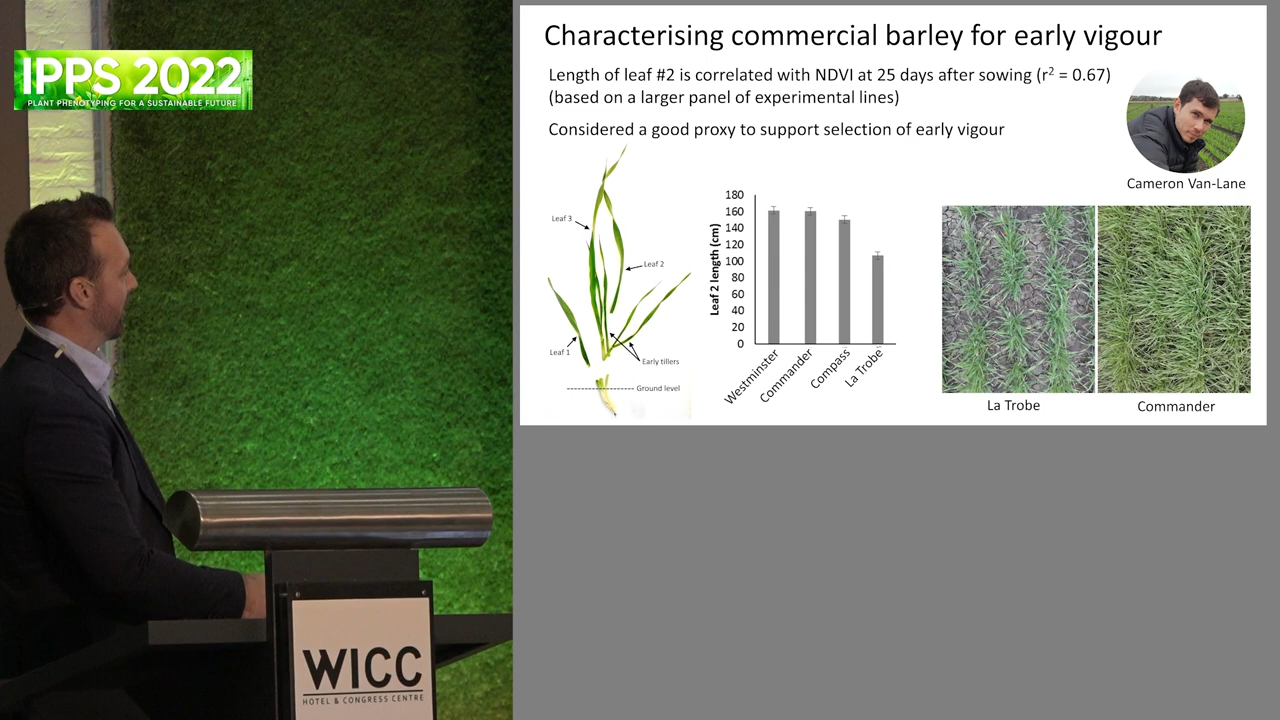 IPPS 2022
PLANT PHENOTYPING FOR A SUSTAINABLE FUTURE
Characterising commercial barley for early vigour
Length of leaf #2 is correlated with NDVI at 25 days after sowing (r² = 0.67)
(based on a larger panel of experimental lines)
Considered a good proxy to support selection of early vigour
Cameron Van-Lane
Leaf 3
Leaf 2
Leaf 1
Early tillers
Ground level
Leaf 2 length (cm)
180
160
140
120
100
80
60
40
20
0
Westminster
Commander
Compass
La Trobe
La Trobe
Commander
WICC
HOTEL & CONGRESS CENTRE